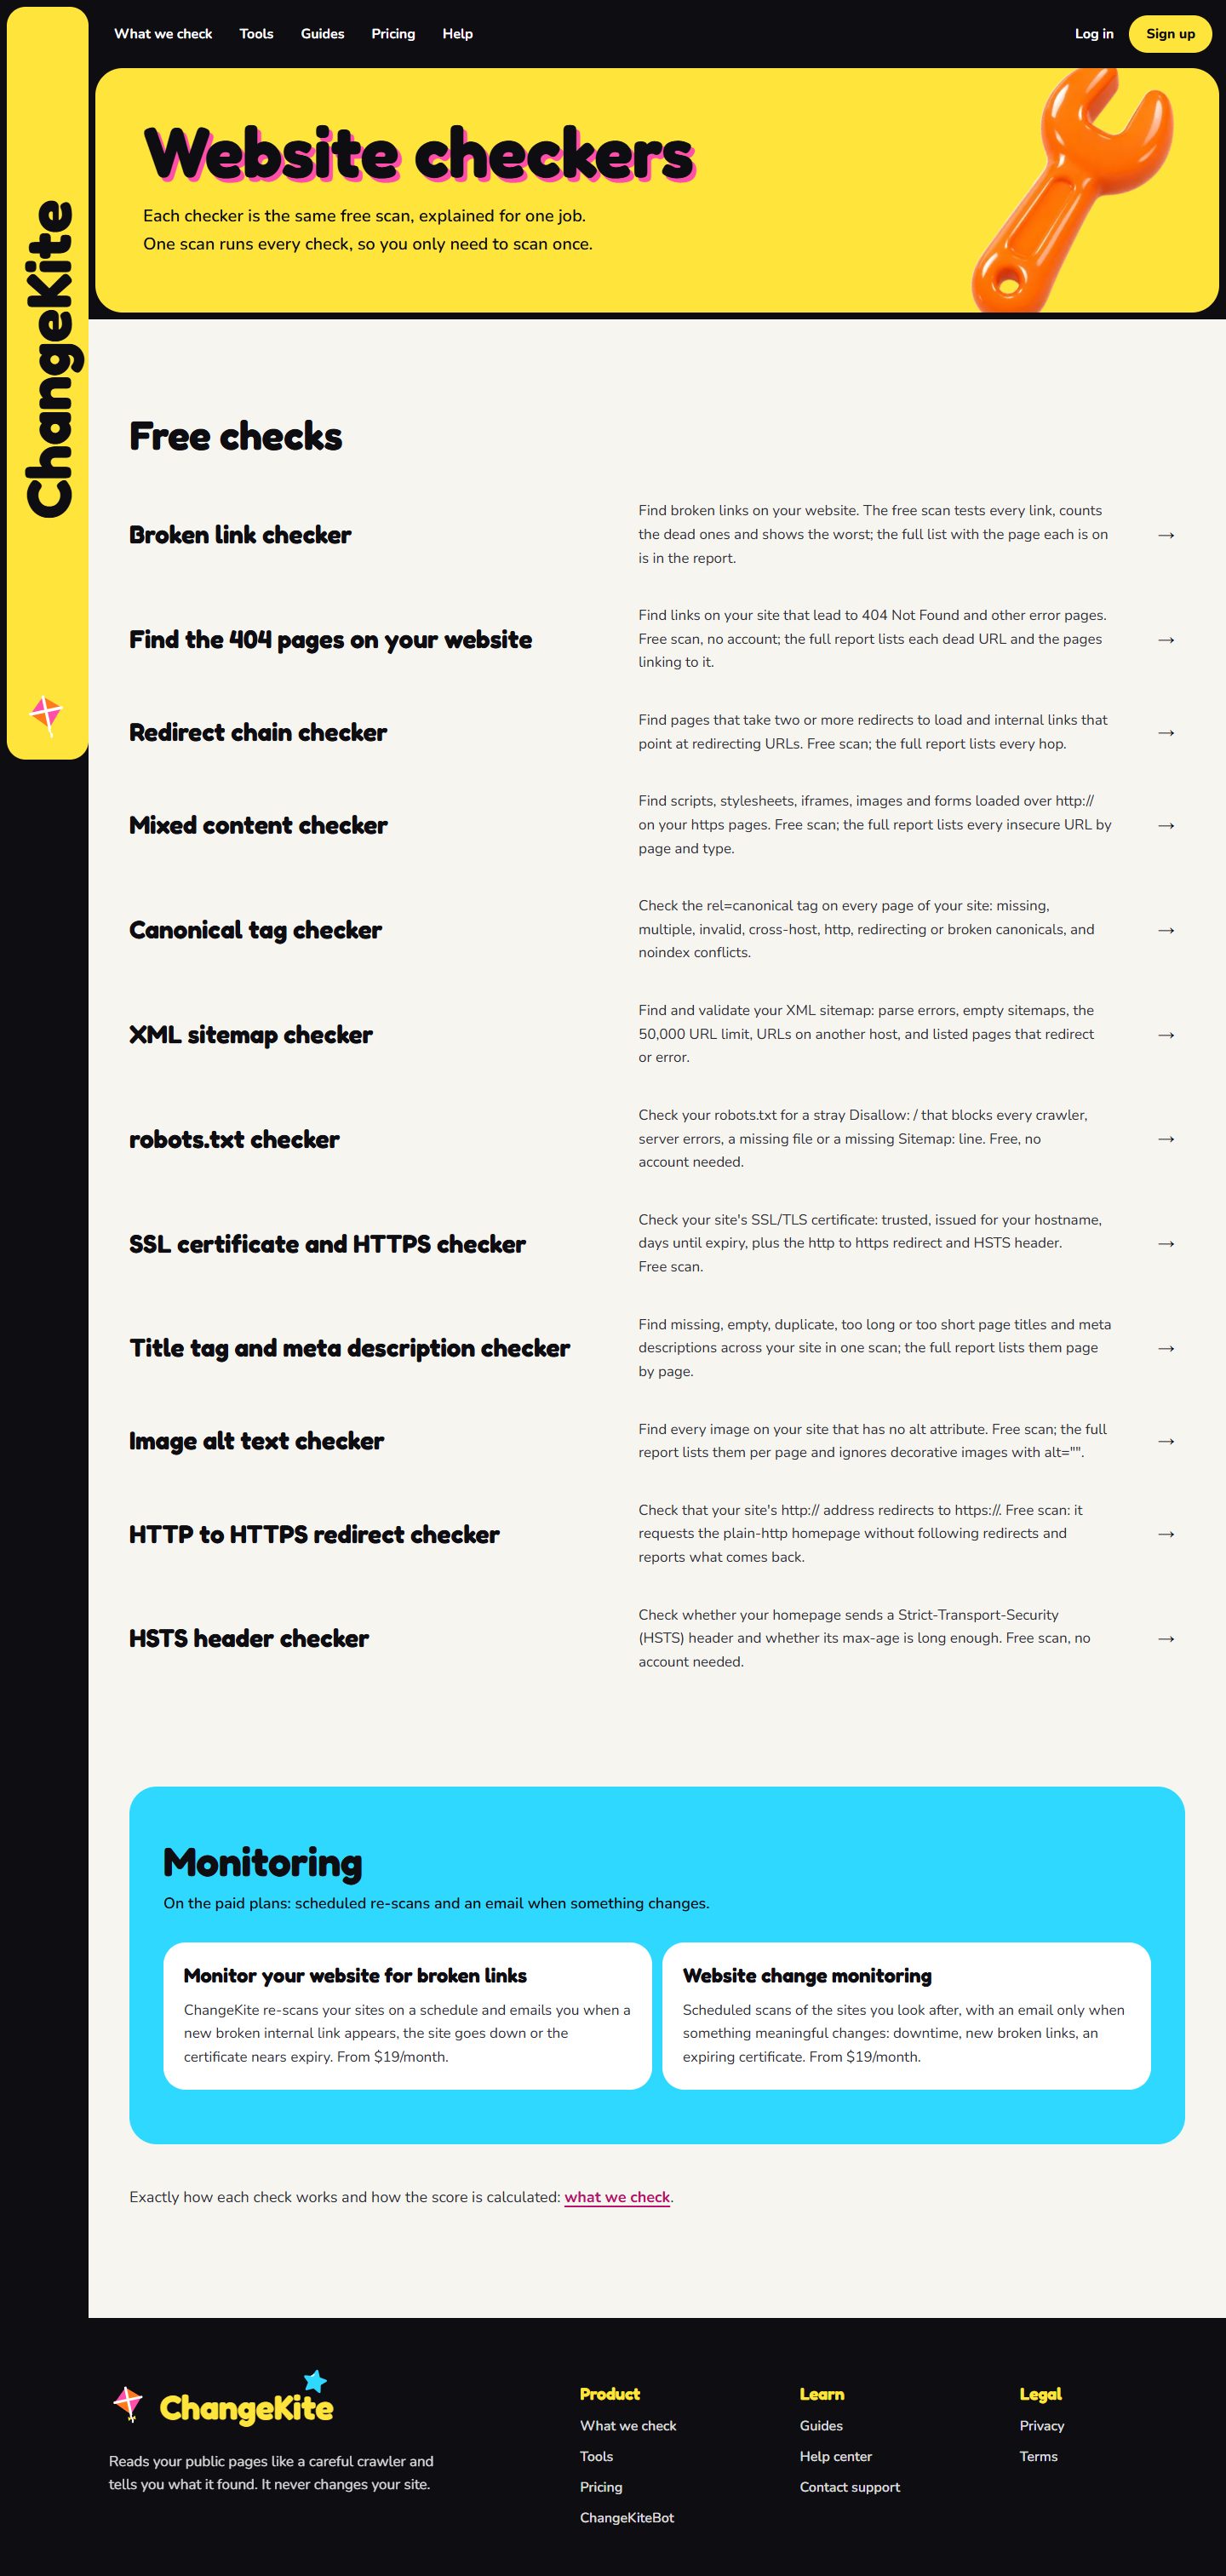 What we check
Tools
Guides
Pricing
Help
Log in
Sign up
ChangeKite
Website checkers
Each checker is the same free scan, explained for one job.
One scan runs every check, so you only need to scan once.
Free checks
Broken link checker
Find broken links on your website. The free scan tests every link, counts
the dead ones and shows the worst; the full list with the page each is on
is in the report.
→
Find the 404 pages on your website
Find links on your site that lead to 404 Not Found and other error pages.
Free scan, no account; the full report lists each dead URL and the pages
linking to it.
→
Redirect chain checker
Find pages that take two or more redirects to load and internal links that
point at redirecting URLs. Free scan; the full report lists every hop.
→
Mixed content checker
Find scripts, stylesheets, iframes, images and forms loaded over http://
on your https pages. Free scan; the full report lists every insecure URL by
page and type.
→
Canonical tag checker
Check the rel=canonical tag on every page of your site: missing,
multiple, invalid, cross-host, http, redirecting or broken canonicals, and
noindex conflicts.
→
XML sitemap checker
Find and validate your XML sitemap: parse errors, empty sitemaps, the
50,000 URL limit, URLs on another host, and listed pages that redirect
or error.
→
robots.txt checker
Check your robots.txt for a stray Disallow: / that blocks every crawler,
server errors, a missing file or a missing Sitemap: line. Free, no
account needed.
→
SSL certificate and HTTPS checker
Check your site's SSL/TLS certificate: trusted, issued for your hostname,
days until expiry, plus the http to https redirect and HSTS header.
Free scan.
→
Title tag and meta description checker
Find missing, empty, duplicate, too long or too short page titles and meta
descriptions across your site in one scan; the full report lists them page
by page.
→
Image alt text checker
Find every image on your site that has no alt attribute. Free scan; the full
report lists them per page and ignores decorative images with alt="".
→
HTTP to HTTPS redirect checker
Check that your site's http:// address redirects to https://. Free scan: it
requests the plain-http homepage without following redirects and
reports what comes back.
→
HSTS header checker
Check whether your homepage sends a Strict-Transport-Security
(HSTS) header and whether its max-age is long enough. Free scan, no
account needed.
→
Monitoring
On the paid plans: scheduled re-scans and an email when something changes.
Monitor your website for broken links
ChangeKite re-scans your sites on a schedule and emails you when a
new broken internal link appears, the site goes down or the
certificate nears expiry. From $19/month.
Website change monitoring
Scheduled scans of the sites you look after, with an email only when
something meaningful changes: downtime, new broken links, an
expiring certificate. From $19/month.
Exactly how each check works and how the score is calculated: what we check.
ChangeKite
Reads your public pages like a careful crawler and
tells you what it found. It never changes your site.
Product
What we check
Tools
Pricing
ChangeKiteBot
Learn
Guides
Help center
Contact support
Legal
Privacy
Terms